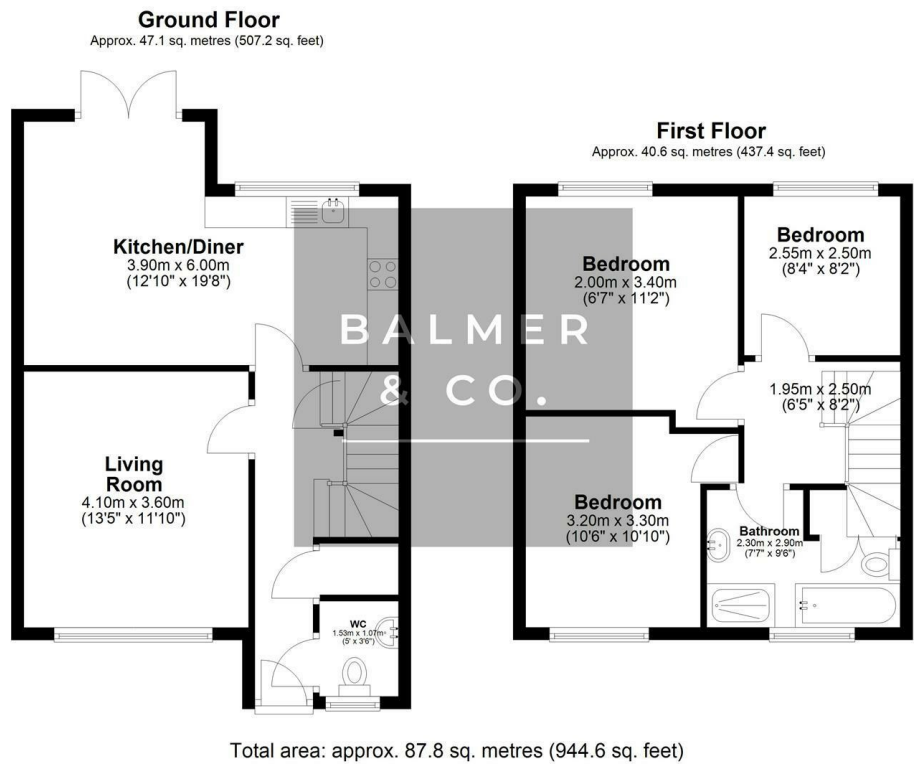 Ground Floor
Approx. 47.1 sq. metres (507.2 sq. feet)
Kitchen/Diner
3.90m x 6.00m
(12'10" x 19'8")
Living
Room
4.10m x 3.60m
(13'5" x 11'10")
WC
1.53m x 1.07m
(5' x 3'6")
First Floor
Approx. 40.6 sq. metres (437.4 sq. feet)
Bedroom
2.00m x 3.40m
(6'7" x 11'2")
Bedroom
2.55m x 2.50m
(8'4" x 8'2")
1.95m x 2.50m
(6'5" x 8'2")
Bedroom
3.20m x 3.30m
(10'6" x 10'10")
Bathroom
2.30m x 2.90m
(7'7" x 9'6")
BALMER
& CO.
Total area: approx. 87.8 sq. metres (944.6 sq. feet)